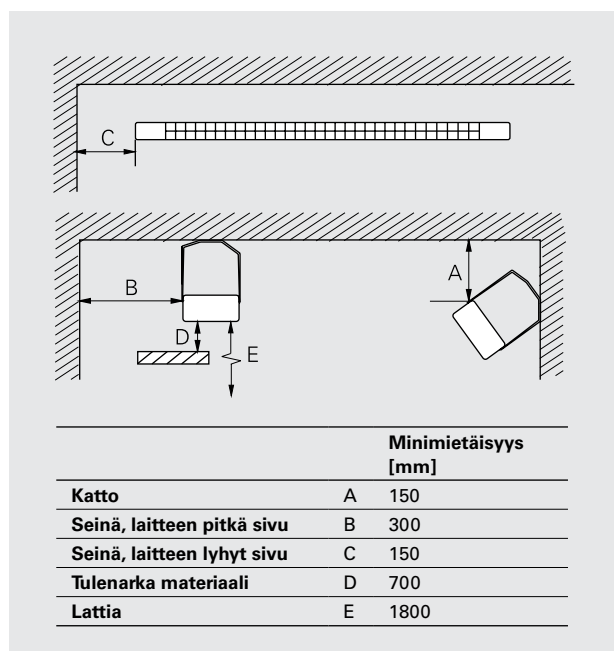 C
B
D
E
A
Minimietäisyys
[mm]
Katto A 150
Seinä, laitteen pitkä sivu B 300
Seinä, laitteen lyhyt sivu C 150
Tulenarka materiaali D 700
Lattia E 1800